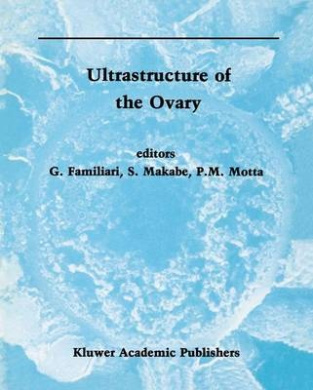 Ultrastructure of
the Ovary
editors
G. Familiari, S. Makabe, P.M. Motta
Kluwer Academic Publishers